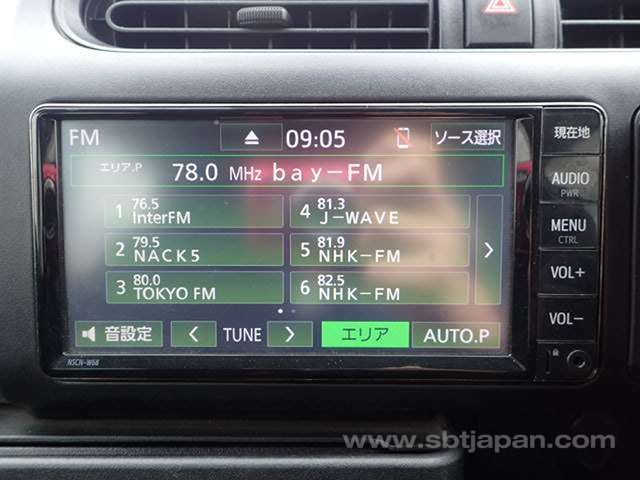 FM 09:05 ソース選択
エリア.P 78.0 MHz bay-FM
1 76.5 InterFM
2 79.5 NACK5
3 80.0 TOKYO FM
4 81.3 J-WAVE
5 81.9 NHK-FM
6 82.5 NHK-FM
音設定 < TUNE > エリア AUTO.P
NSCN-W68
現在地
AUDIO
PWR
MENU
CTRL
VOL+
VOL-
www.sbtjapan.com